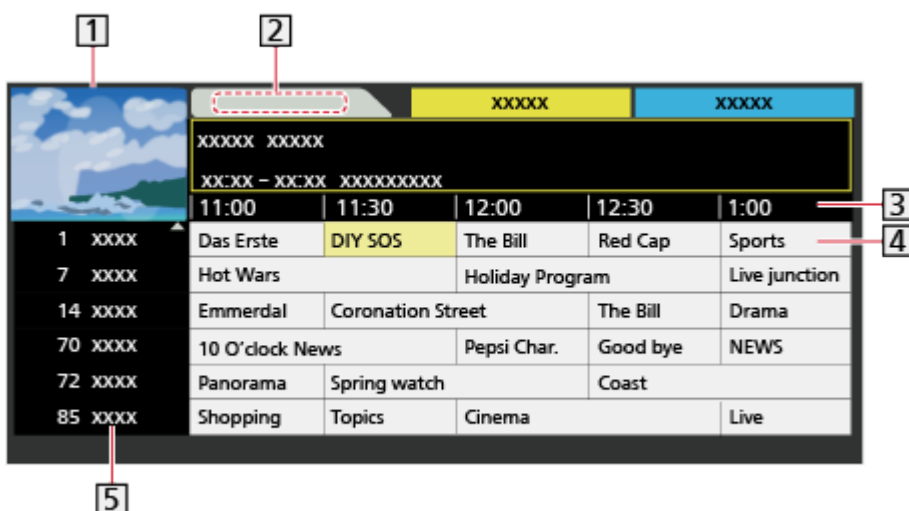 1 2
xxxxx xxxxx
xxxxx xxxxx
xx:xx – xx:xx xxxxxxxxx
11:00 11:30 12:00 12:30 1:00 3
1 xxxx Das Erste DIY SOS The Bill Red Cap Sports 4
7 xxxx Hot Wars Holiday Program Live junction
14 xxxx Emmerdal Coronation Street The Bill Drama
70 xxxx 10 O'clock News Pepsi Char. Good bye NEWS
72 xxxx Panorama Spring watch Coast
85 xxxx Shopping Topics Cinema Live
5